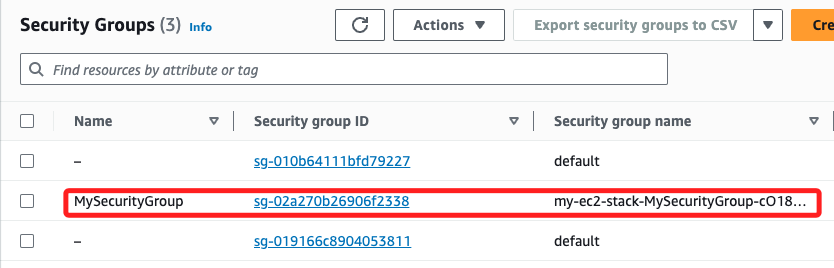 Security Groups (3) Info
Actions
Export security groups to CSV
Cre
Find resources by attribute or tag
Name Security group ID Security group name
– sg-010b64111bfd79227 default
MySecurityGroup sg-02a270b26906f2338 my-ec2-stack-MySecurityGroup-cO18...
– sg-019166c8904053811 default